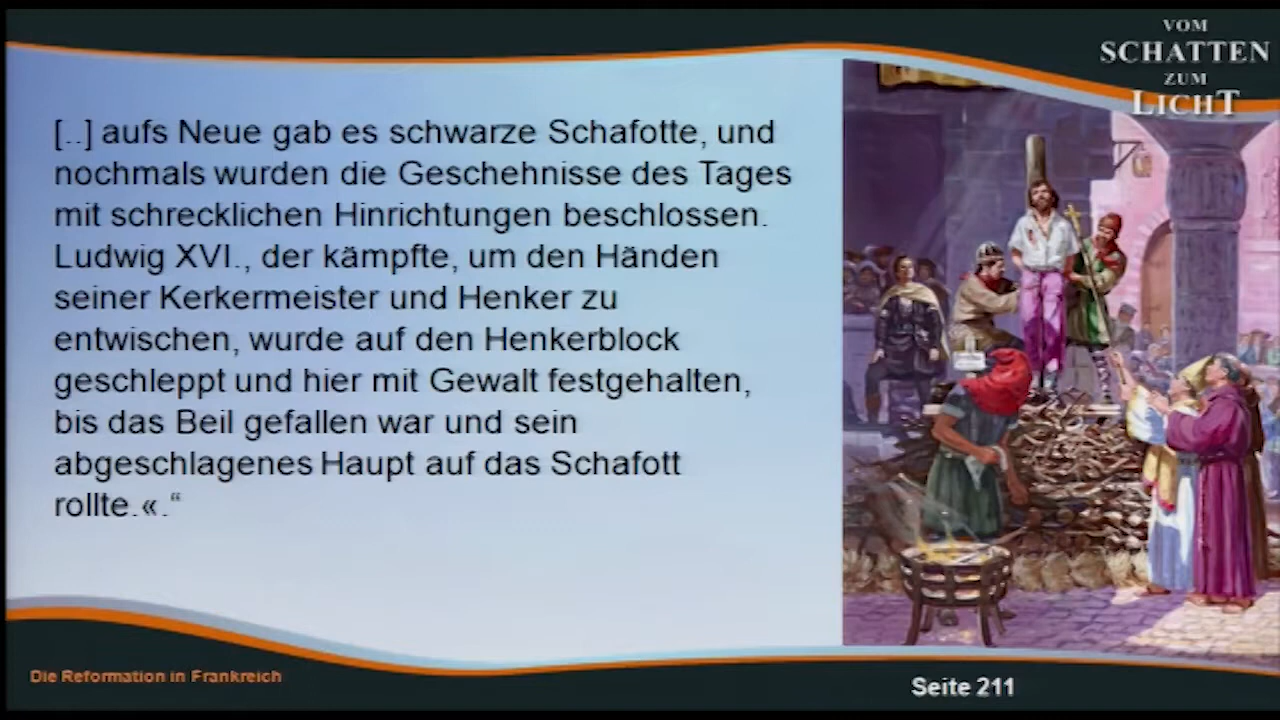 VOM
SCHATTEN
ZUM
LICHT
[..] aufs Neue gab es schwarze Schafotte, und
nochmals wurden die Geschehnisse des Tages
mit schrecklichen Hinrichtungen beschlossen.
Ludwig XVI., der kämpfte, um den Händen
seiner Kerkermeister und Henker zu
entwischen, wurde auf den Henkerblock
geschleppt und hier mit Gewalt festgehalten,
bis das Beil gefallen war und sein
abgeschlagenes Haupt auf das Schafott
rollte.«.“
Die Reformation in Frankreich
Seite 211